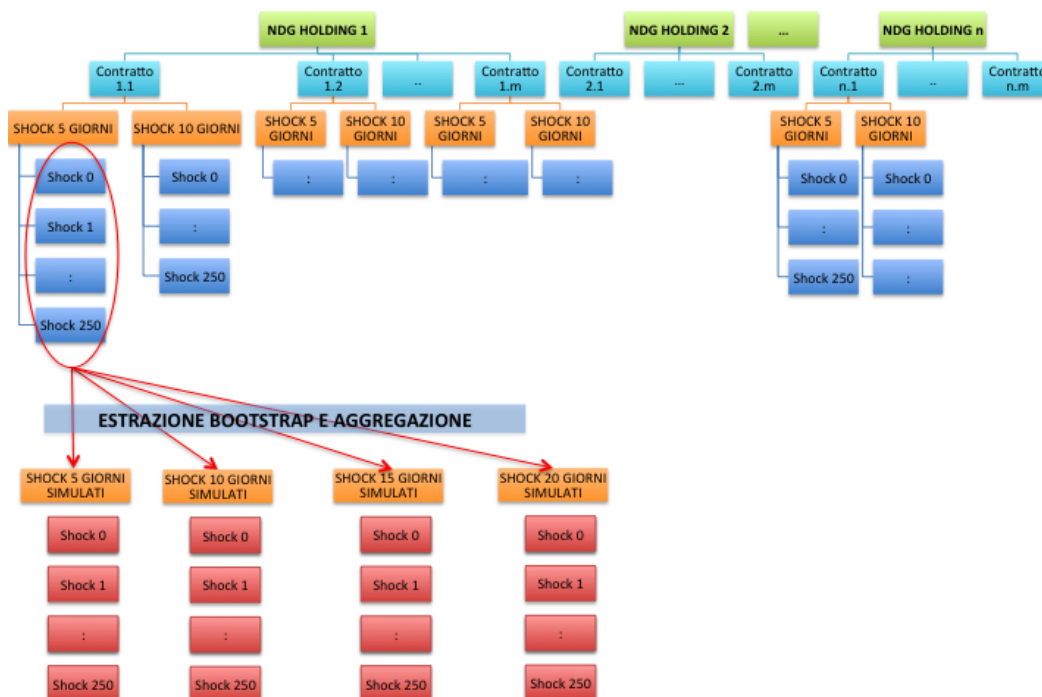 NDG HOLDING 1
NDG HOLDING 2
...
NDG HOLDING n
Contratto
1.1
Contratto
1.2
..
Contratto
1.m
Contratto
2.1
...
Contratto
2.m
Contratto
n.1
..
Contratto
n.m
SHOCK 5 GIORNI
SHOCK 10 GIORNI
SHOCK 5
GIORNI
SHOCK 10
GIORNI
SHOCK 5
GIORNI
SHOCK 10
GIORNI
SHOCK 5
GIORNI
SHOCK 10
GIORNI
Shock 0
Shock 0
:
:
:
:
Shock 0
Shock 0
Shock 1
:
:
:
:
Shock 250
Shock 250
:
Shock 250
ESTRAZIONE BOOTSTRAP E AGGREGAZIONE
SHOCK 5 GIORNI
SIMULATI
SHOCK 10 GIORNI
SIMULATI
SHOCK 15 GIORNI
SIMULATI
SHOCK 20 GIORNI
SIMULATI
Shock 0
Shock 0
Shock 0
Shock 0
Shock 1
Shock 1
Shock 1
Shock 1
:
:
:
:
Shock 250
Shock 250
Shock 250
Shock 250